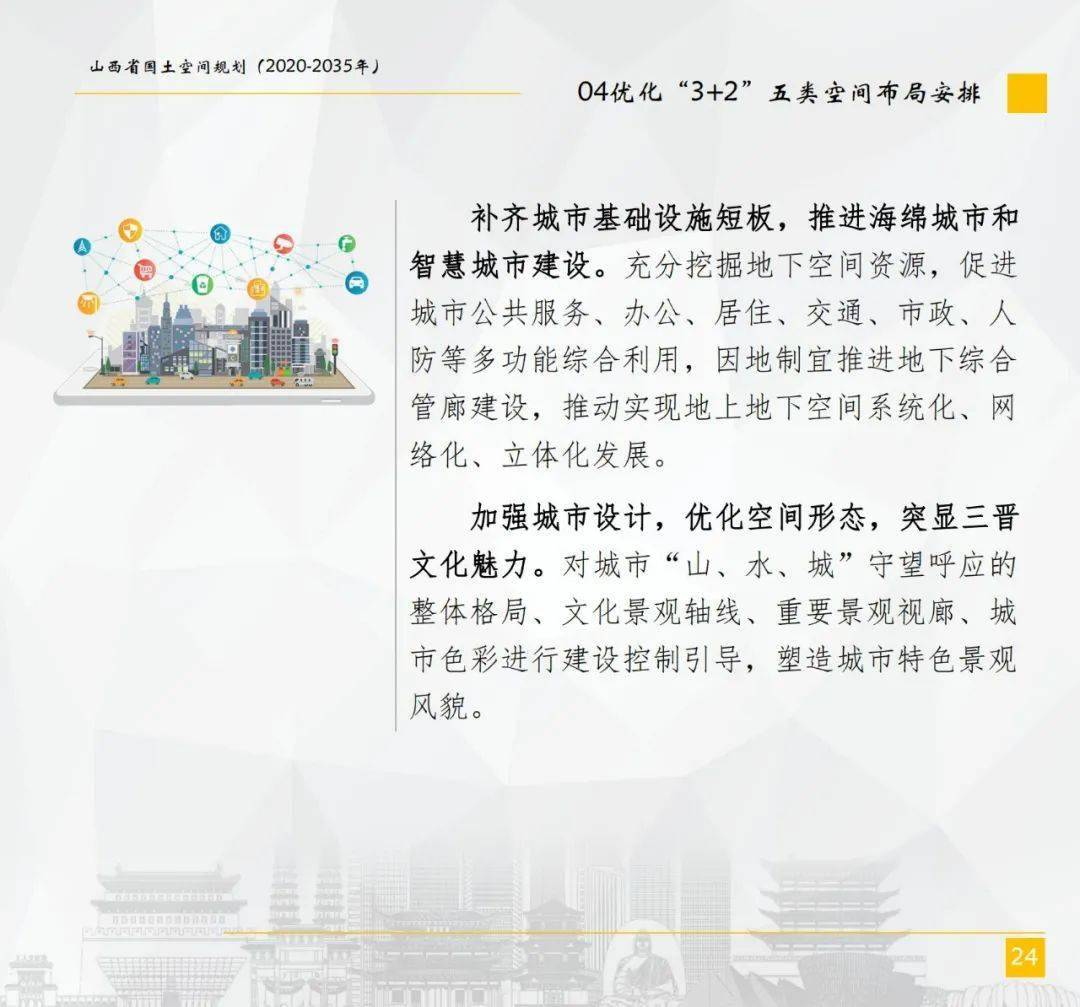 山西省国土空间规划（2020-2035年）
04优化“3+2”五类空间布局安排
补齐城市基础设施短板，推进海绵城市和
智慧城市建设。充分挖掘地下空间资源，促进
城市公共服务、办公、居住、交通、市政、人
防等多功能综合利用，因地制宜推进地下综合
管廊建设，推动实现地上地下空间系统化、网
络化、立体化发展。
加强城市设计，优化空间形态，突显三晋
文化魅力。对城市“山、水、城”守望呼应的
整体格局、文化景观轴线、重要景观视廊、城
市色彩进行建设控制引导，塑造城市特色景观
风貌。
24